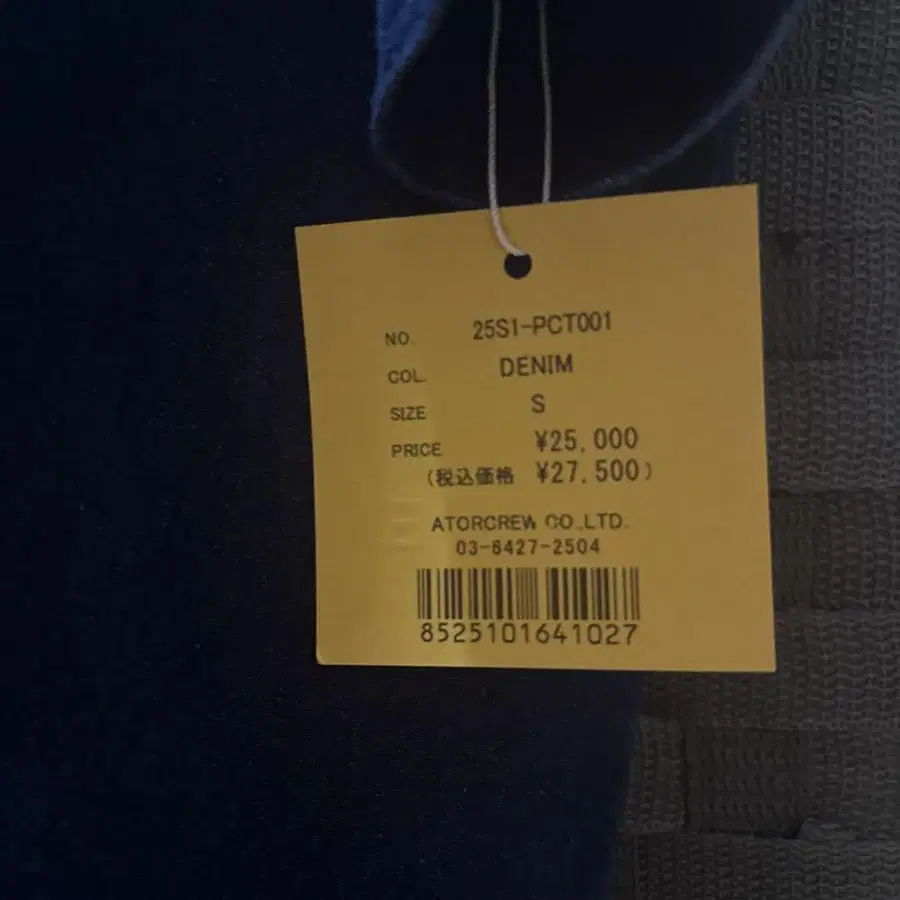 NO. 25S1-PCT001
COL. DENIM
SIZE S
PRICE ¥25,000
(税込価格 ¥27,500)
ATORCREW CO.,LTD.
03-6427-2504
8525101641027